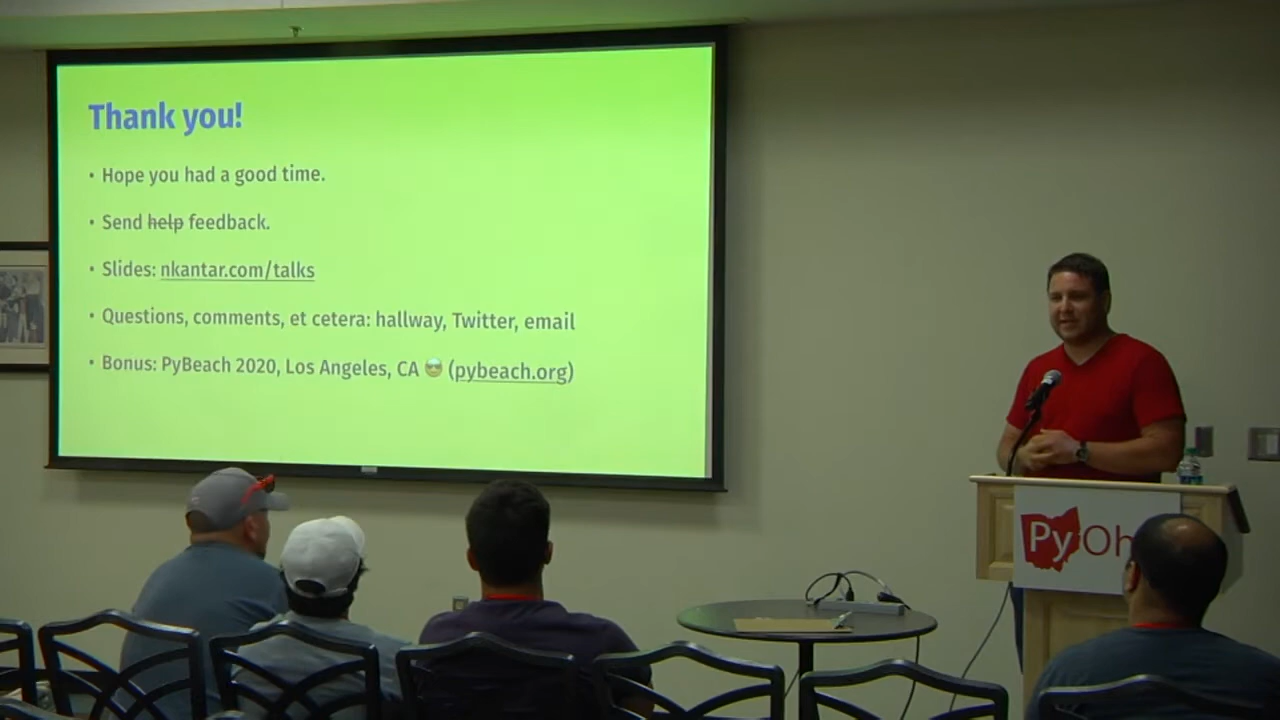 Thank you!
• Hope you had a good time.
• Send ~~help~~ feedback.
• Slides: nkantar.com/talks
• Questions, comments, et cetera: hallway, Twitter, email
• Bonus: PyBeach 2020, Los Angeles, CA 😎 (pybeach.org)
PyOh